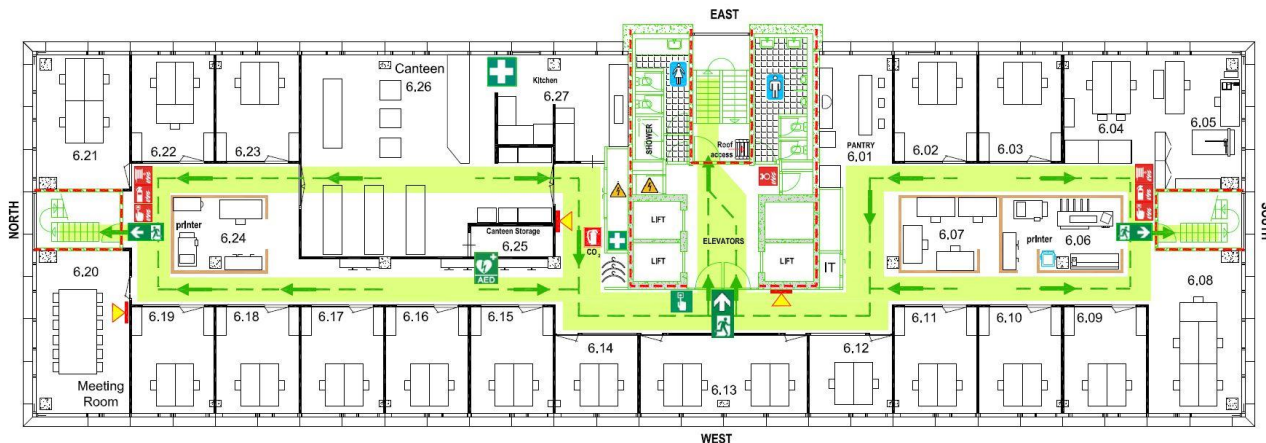 EAST
Canteen
6.26
Kitchen
6.27
SHOWER
Roof
access
PANTRY
6.01
6.02
6.03
6.04
6.05
6.21
6.22
6.23
NORTH
printer
6.24
Canteen Storage
6.25
AED
CO2
LIFT
LIFT
ELEVATORS
LIFT
IT
6.07
printer
6.06
SOUTH
6.20
6.08
6.19
6.18
6.17
6.16
6.15
6.14
6.13
6.12
6.11
6.10
6.09
Meeting
Room
WEST